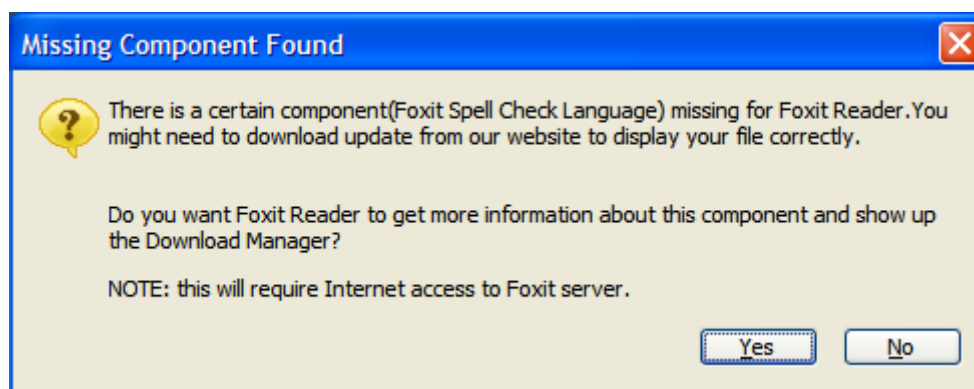 Missing Component Found
There is a certain component(Foxit Spell Check Language) missing for Foxit Reader.You
might need to download update from our website to display your file correctly.
Do you want Foxit Reader to get more information about this component and show up
the Download Manager?
NOTE: this will require Internet access to Foxit server.
Yes No